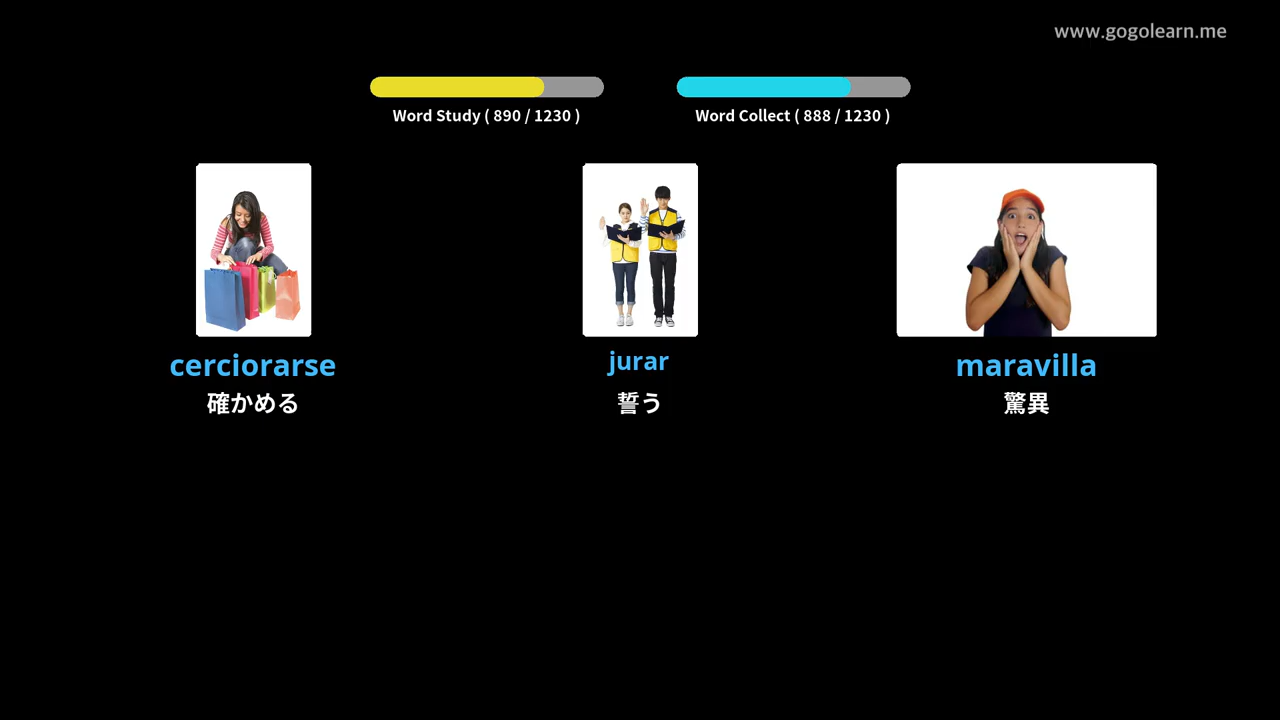 www.gogolearn.me
Word Study ( 890 / 1230 )
Word Collect ( 888 / 1230 )
cerciorarse
確かめる
jurar
誓う
maravilla
驚異